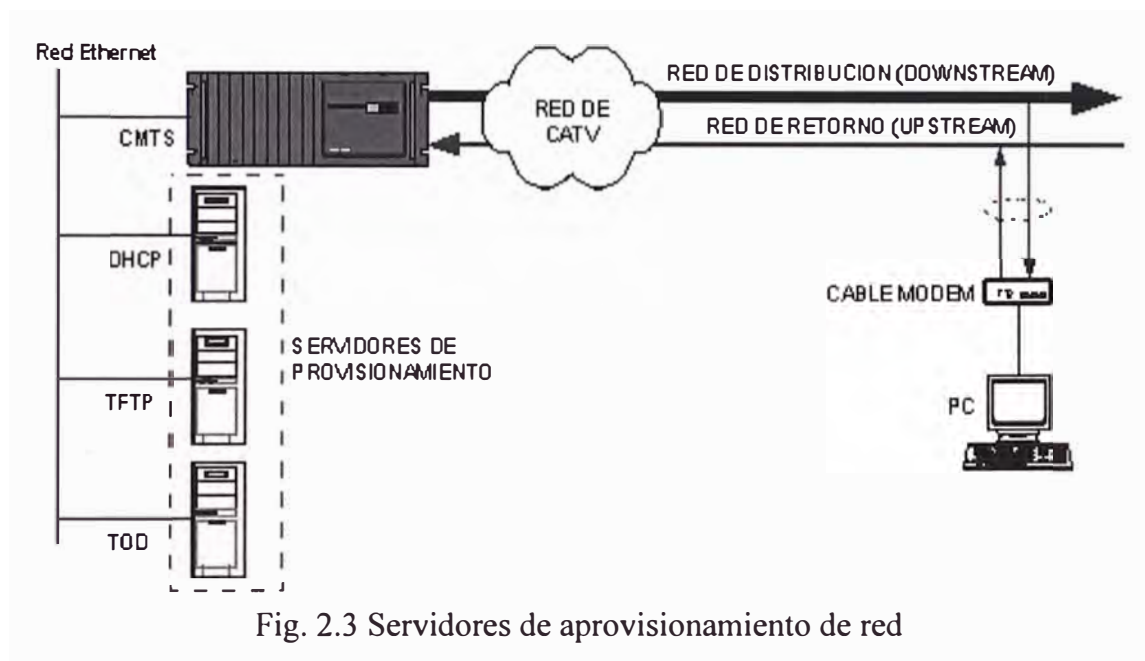 Red Ethernet
RED DE DISTRIBUCION (DOWNSTREAM)
RED DE
CATV
RED DE RETORNO (UPSTREAM)
CMTS
DHCP
CABLE MODEM
SERVIDORES DE
PROVISIONAMIENTO
TFTP
PC
TOD
Fig. 2.3 Servidores de aprovisionamiento de red